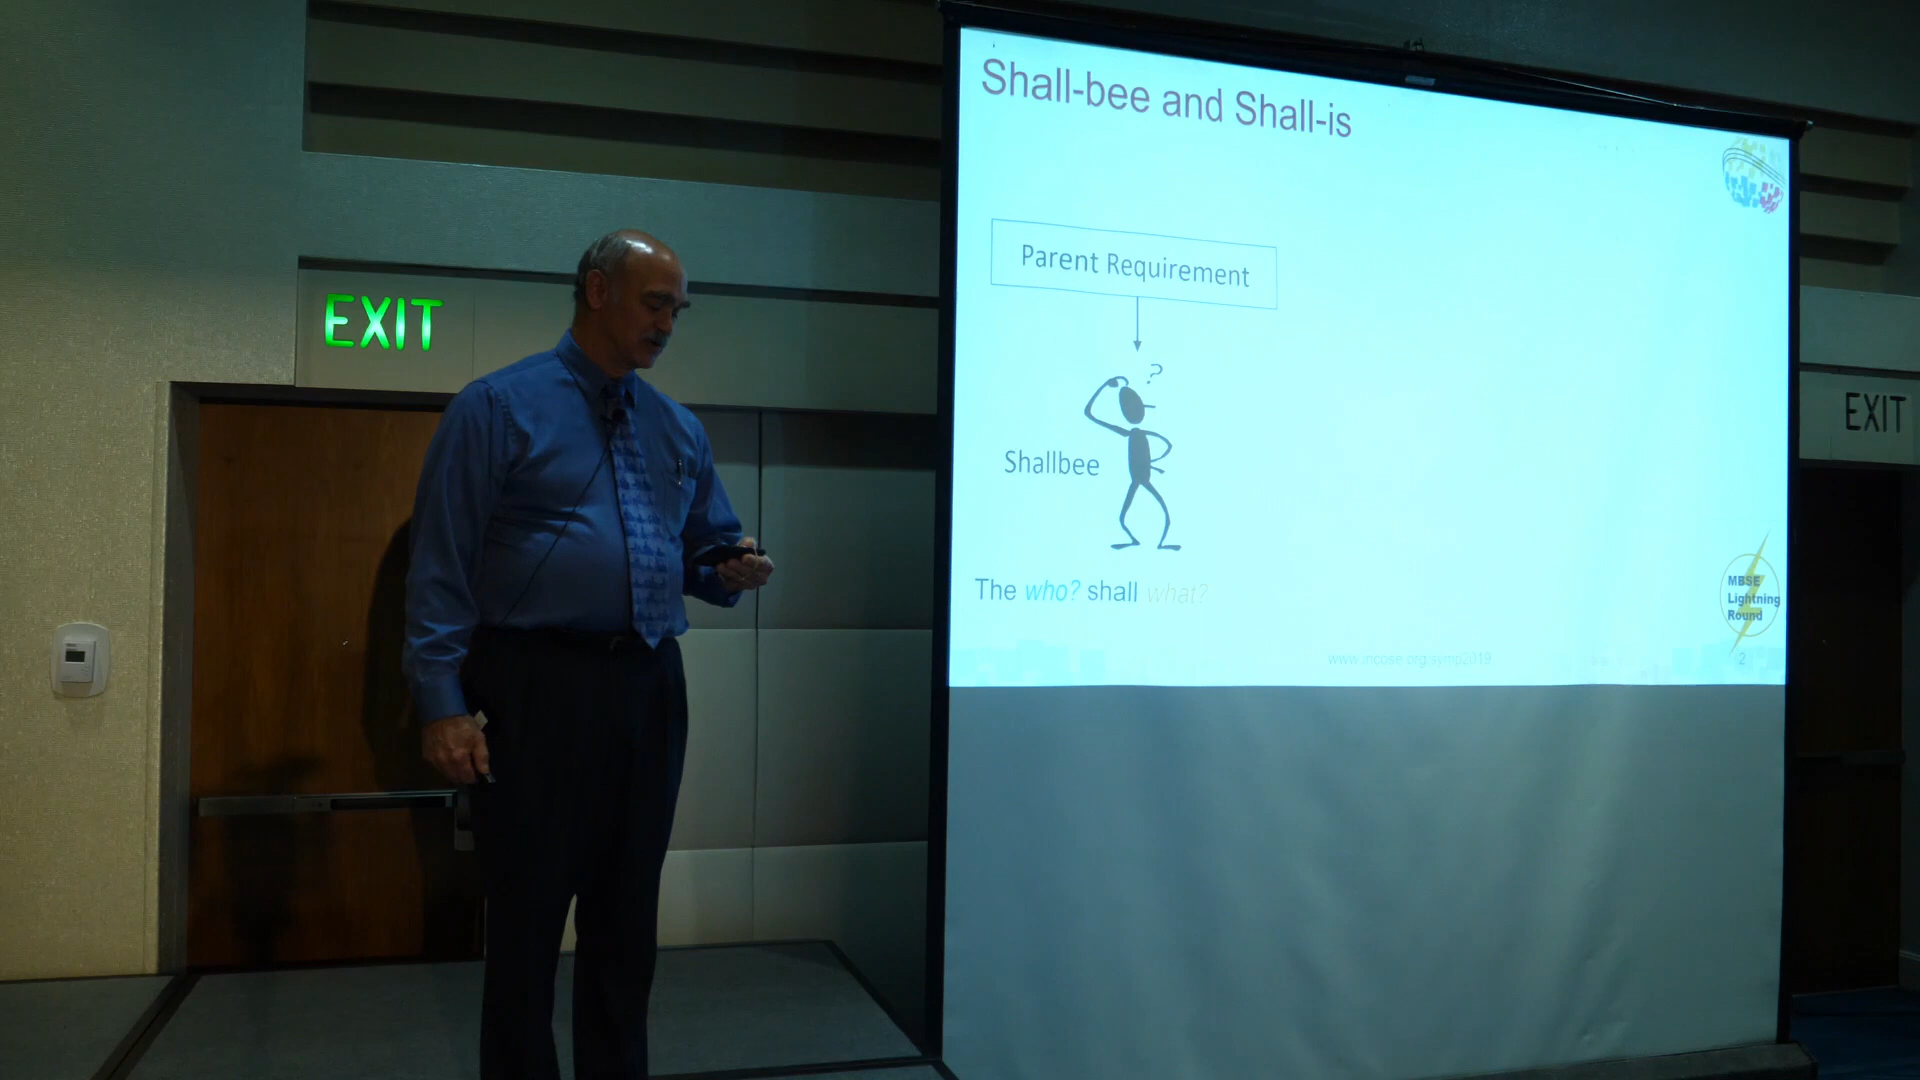 EXIT
Shall-bee and Shall-is
Parent Requirement
?
Shallbee
The who? shall what?
MBSE
Lightning
Round
www.incose.org/symp2019
2
EXIT